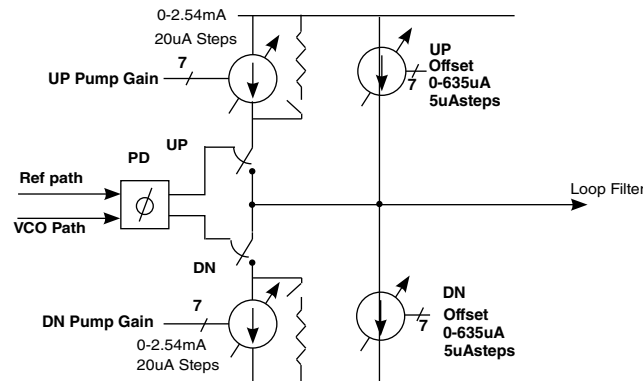 0-2.54mA
20uA Steps
7
UP Pump Gain
UP
Offset
0-635uA
5uAsteps
7
UP
PD
Ref path
VCO Path
Loop Filter
DN
7
DN Pump Gain
0-2.54mA
20uA Steps
DN
Offset
0-635uA
5uAsteps
7